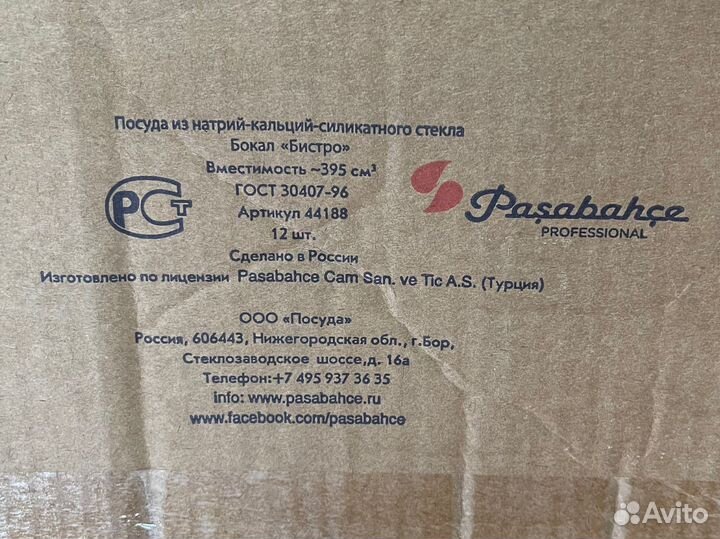 Посуда из натрий-кальций-силикатного стекла
Бокал «Бистро»
Вместимость ~395 см³
ГОСТ 30407-96
Артикул 44188
12 шт.
Сделано в России
Изготовлено по лицензии Pasabahce Cam San. ve Tic A.S. (Турция)
РСТ
Paşabahçe
PROFESSIONAL
ООО «Посуда»
Россия, 606443, Нижегородская обл., г.Бор,
Стеклозаводское шоссе,д. 16а
Телефон:+7 495 937 36 35
info: www.pasabahce.ru
www.facebook.com/pasabahce
Avito